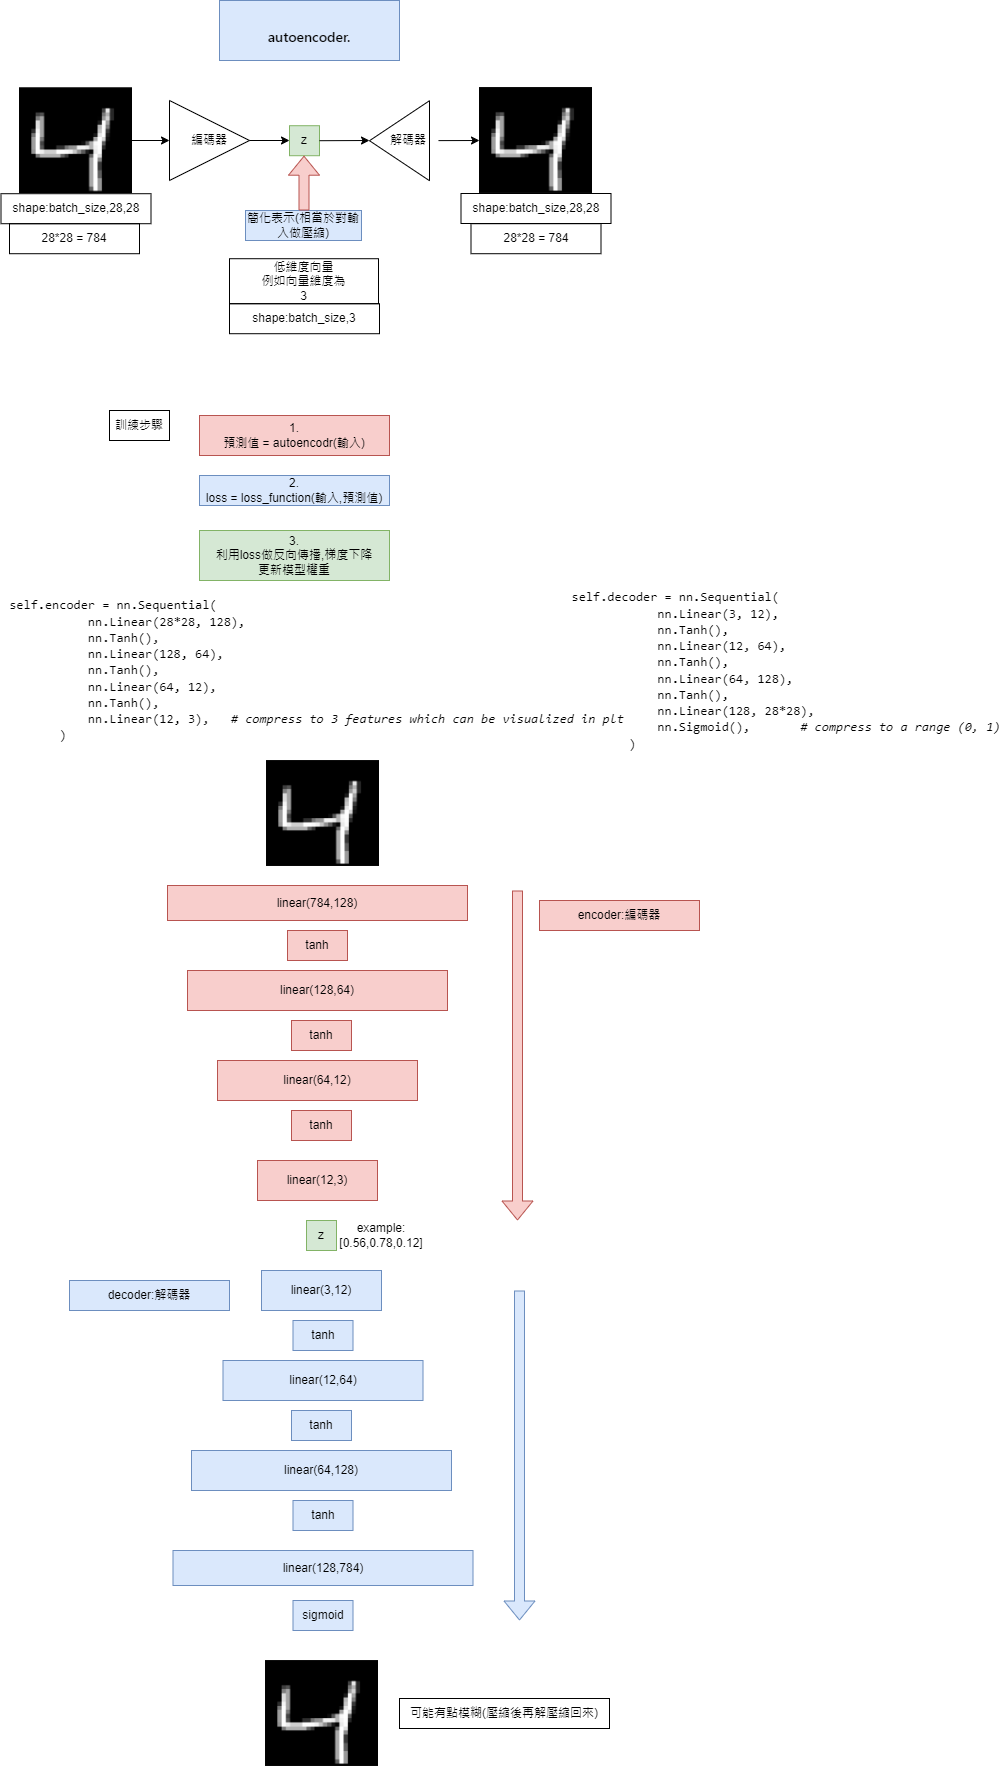 autoencoder.
編碼器
z
解碼器
shape:batch_size,28,28
28*28 = 784
簡化表示(相當於對輸
入做壓縮)
shape:batch_size,28,28
28*28 = 784
低維度向量
例如向量維度為
3
shape:batch_size,3
訓練步驟
1.
預測值 = autoencodr(輸入)
2.
loss = loss_function(輸入,預測值)
3.
利用loss做反向傳播,梯度下降
更新模型權重
self.encoder = nn.Sequential(
nn.Linear(28*28, 128),
nn.Tanh(),
nn.Linear(128, 64),
nn.Tanh(),
nn.Linear(64, 12),
nn.Tanh(),
nn.Linear(12, 3),   # compress to 3 features which can be visualized in plt
)
self.decoder = nn.Sequential(
nn.Linear(3, 12),
nn.Tanh(),
nn.Linear(12, 64),
nn.Tanh(),
nn.Linear(64, 128),
nn.Tanh(),
nn.Linear(128, 28*28),
nn.Sigmoid(),       # compress to a range (0, 1)
)
linear(784,128)
encoder:編碼器
tanh
linear(128,64)
tanh
linear(64,12)
tanh
linear(12,3)
z
example:
[0.56,0.78,0.12]
decoder:解碼器
linear(3,12)
tanh
linear(12,64)
tanh
linear(64,128)
tanh
linear(128,784)
sigmoid
可能有點模糊(壓縮後再解壓縮回來)